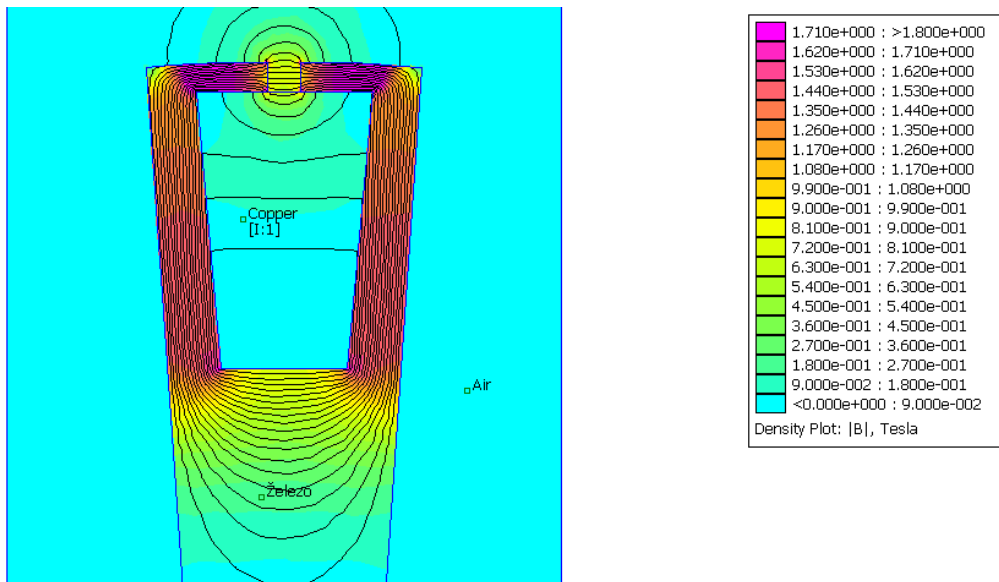 Copper
[I:1]
Air
Železo
1.710e+000 : >1.800e+000
1.620e+000 : 1.710e+000
1.530e+000 : 1.620e+000
1.440e+000 : 1.530e+000
1.350e+000 : 1.440e+000
1.260e+000 : 1.350e+000
1.170e+000 : 1.260e+000
1.080e+000 : 1.170e+000
9.900e-001 : 1.080e+000
9.000e-001 : 9.900e-001
8.100e-001 : 9.000e-001
7.200e-001 : 8.100e-001
6.300e-001 : 7.200e-001
5.400e-001 : 6.300e-001
4.500e-001 : 5.400e-001
3.600e-001 : 4.500e-001
2.700e-001 : 3.600e-001
1.800e-001 : 2.700e-001
9.000e-002 : 1.800e-001
<0.000e+000 : 9.000e-002
Density Plot: |B|, Tesla